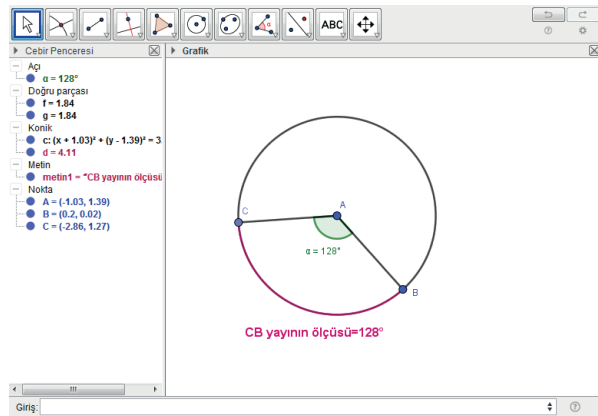 ABC
Cebir Penceresi
Açı
α = 128°
Doğru parçası
f = 1.84
g = 1.84
Konik
c: (x + 1.03)² + (y - 1.39)² = 3
d = 4.11
Metin
metin1 = "CB yayının ölçüsü
Nokta
A = (-1.03, 1.39)
B = (0.2, 0.02)
C = (-2.86, 1.27)
Grafik
A
C
α = 128°
B
CB yayının ölçüsü=128°
Giriş: